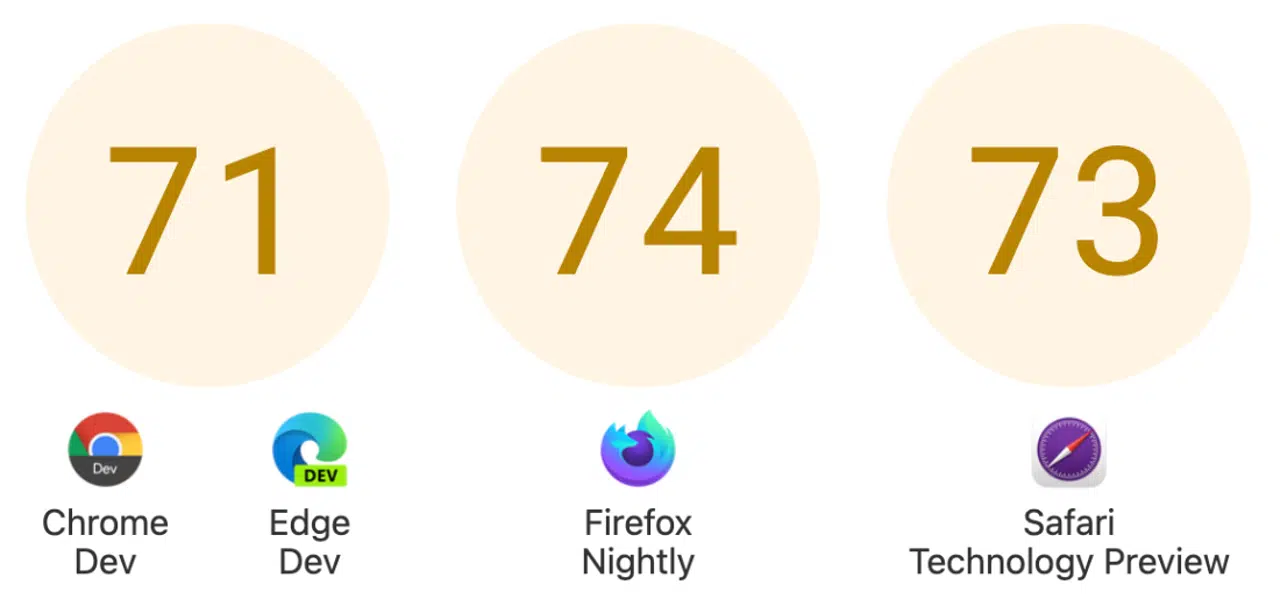 71
74
73
Dev
DEV
Chrome
Dev
Edge
Dev
Firefox
Nightly
Safari
Technology Preview